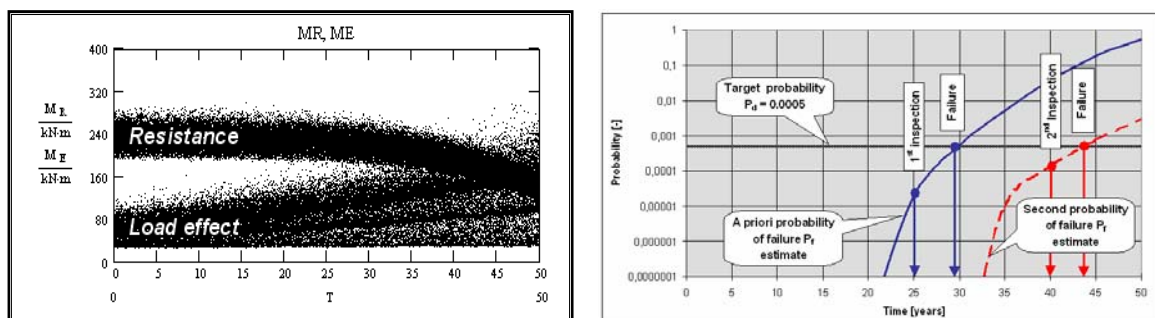 MR, ME
400
320
M R
kN·m
240
M E
kN·m
160
80
0
Resistance
Load effect
0 5 10 15 20 25 30 35 40 45 50
0 T 50
1
0,1
0,01
0,001
0,0001
0,00001
0,000001
0,0000001
Probability [-]
Target probability
Pd = 0.0005
1st inspection
Failure
2nd Inspection
Failure
A priori probability
of failure Pf
estimate
Second probability
of failure Pf
estimate
0 5 10 15 20 25 30 35 40 45 50
Time [years]